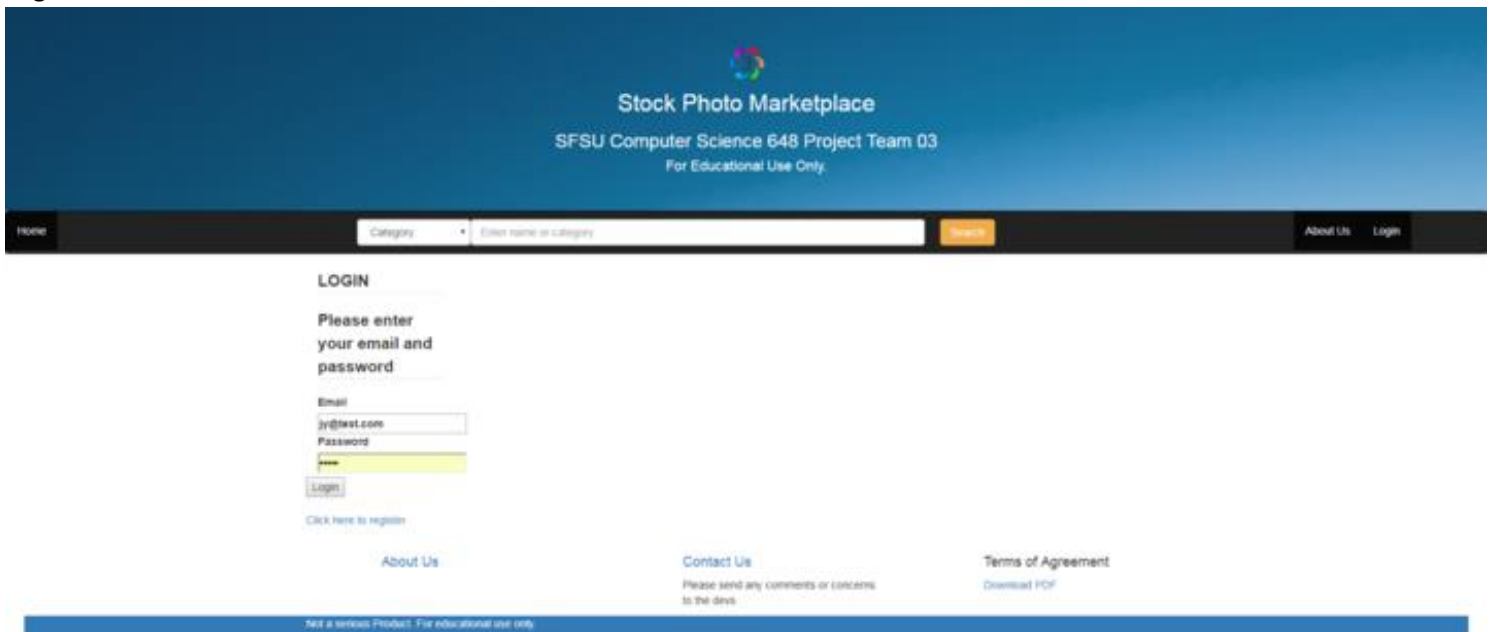 Stock Photo Marketplace
SFSU Computer Science 648 Project Team 03
For Educational Use Only.
Home
Category
Enter name or category
Search
About Us
Login
LOGIN
Please enter
your email and
password
Email
jy@test.com
Password
•••••
Login
Click here to register
About Us
Contact Us
Terms of Agreement
Please send any comments or concerns
to the devs
Download PDF
Not a serious Product. For educational use only.